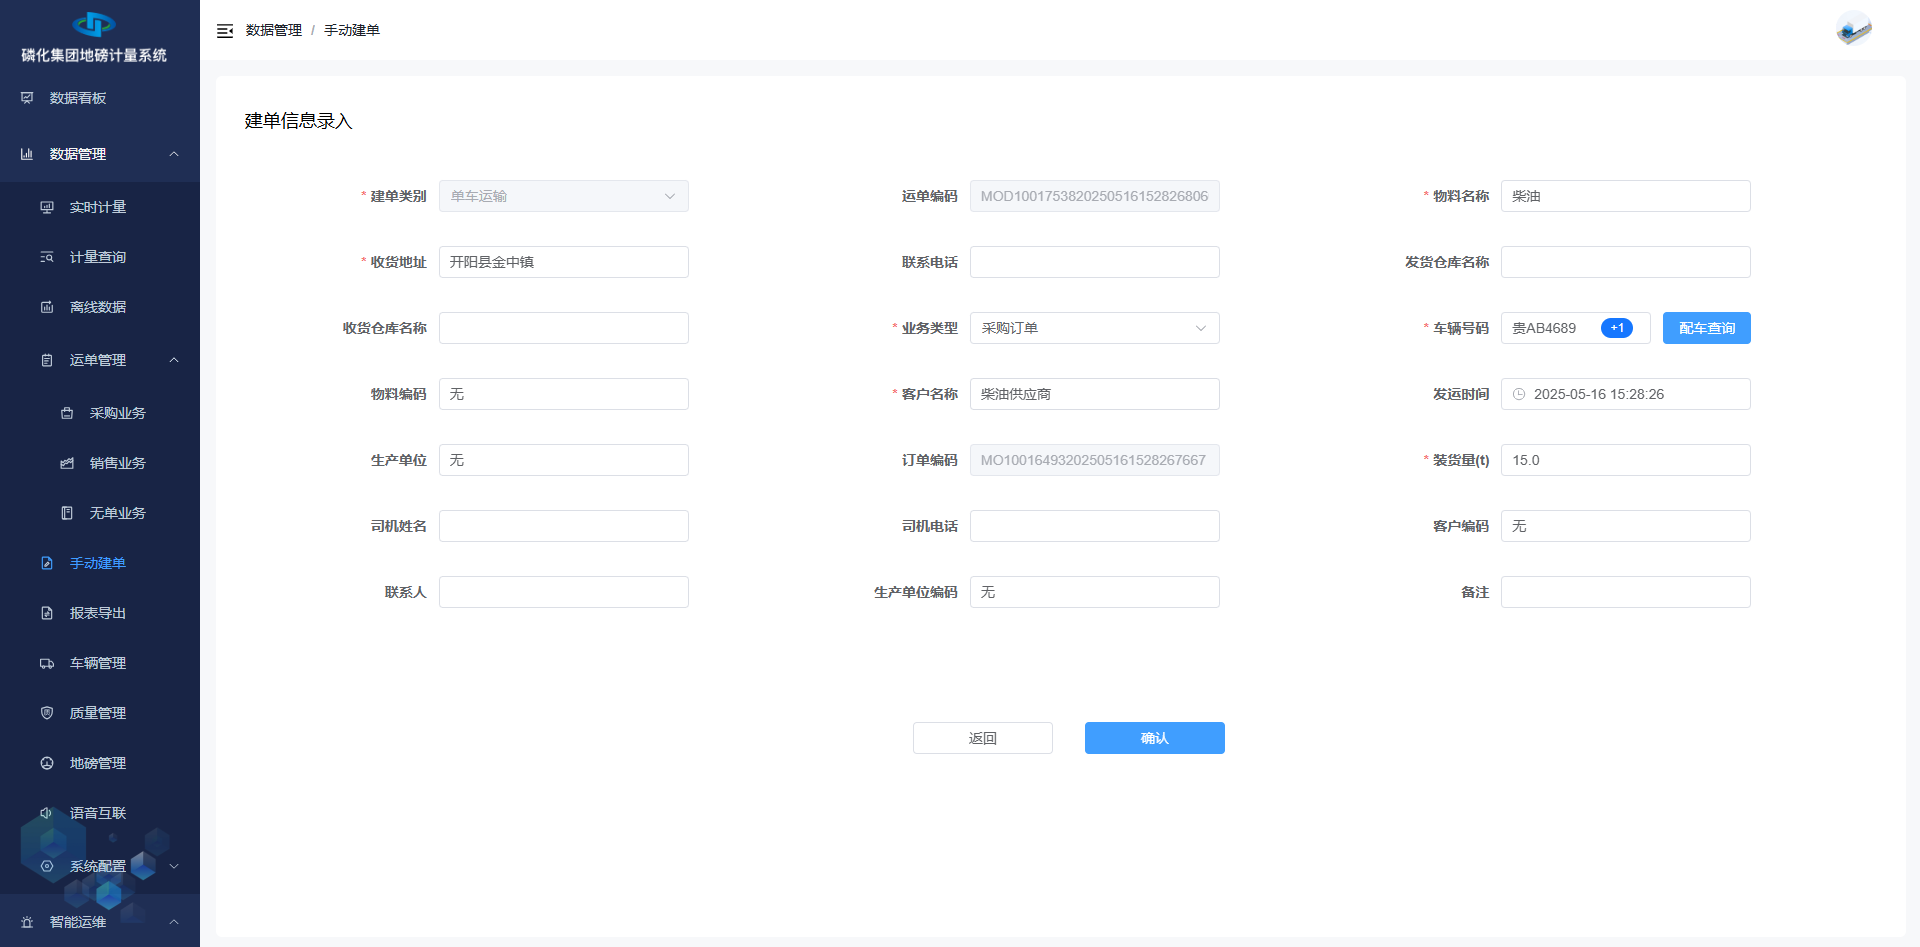 磷化集团地磅计量系统
数据看板
数据管理
实时计量
计量查询
离线数据
运单管理
采购业务
销售业务
无单业务
手动建单
报表导出
车辆管理
质量管理
地磅管理
语音互联
系统配置
智能运维
数据管理 / 手动建单
建单信息录入
* 建单类别 单车运输 运单编码 MOD1001753820250516152826806 * 物料名称 柴油
* 收货地址 开阳县金中镇 联系电话 发货仓库名称
收货仓库名称 * 业务类型 采购订单 * 车辆号码 贵AB4689 +1 配车查询
物料编码 无 * 客户名称 柴油供应商 发运时间 2025-05-16 15:28:26
生产单位 无 订单编码 MO1001649320250516152826​7667 * 装货量(t) 15.0
司机姓名 司机电话 客户编码 无
联系人 生产单位编码 无 备注
返回 确认